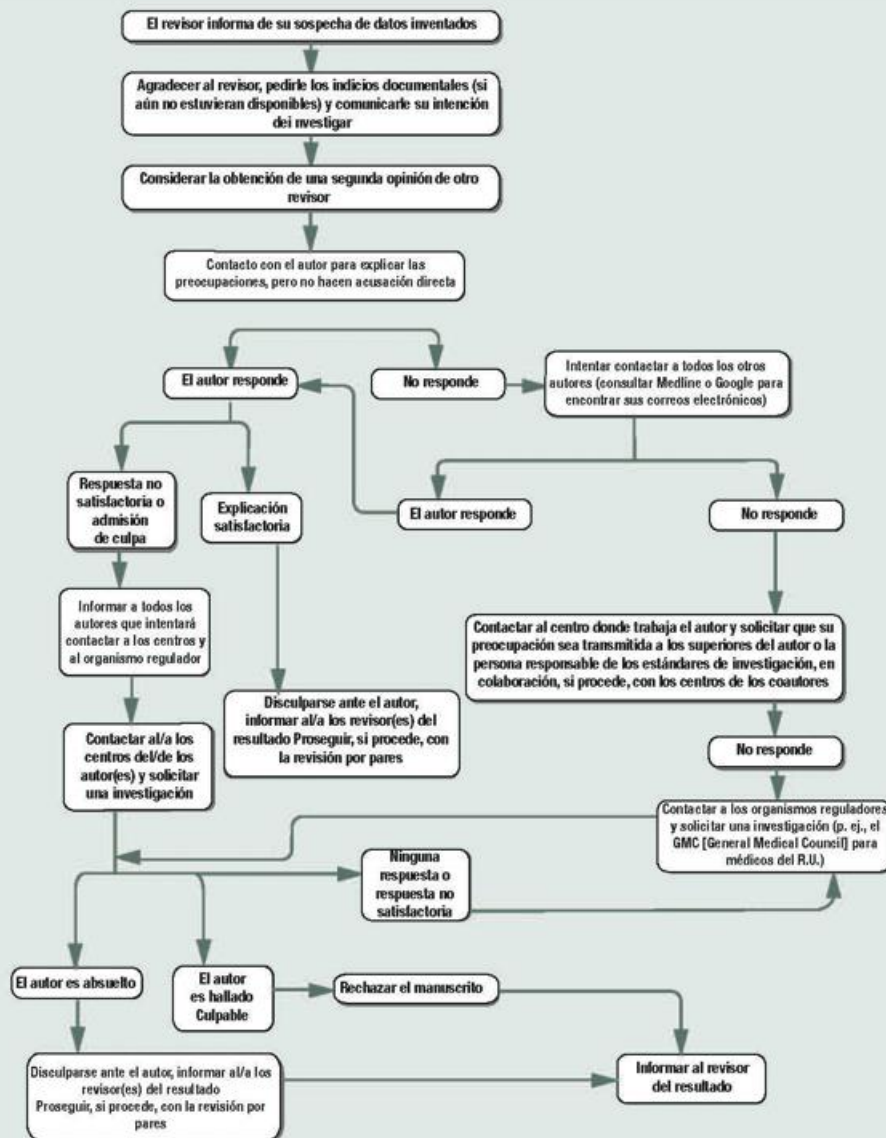 El revisor informa de su sospecha de datos inventados
Agradecer al revisor, pedirle los indicios documentales (si
aún no estuvieran disponibles) y comunicarle su intención
dei nvestigar
Considerar la obtención de una segunda opinión de otro
revisor
Contacto con el autor para explicar las
preocupaciones, pero no hacen acusación directa
El autor responde
No responde
Intentar contactar a todos los otros
autores (consultar Medline o Google para
encontrar sus correos electrónicos)
Respuesta no
satisfactoria o
admisión
de culpa
Explicación
satisfactoria
El autor responde
No responde
Informar a todos los
autores que intentará
contactar a los centros y
al organismo regulador
Contactar al centro donde trabaja el autor y solicitar que su
preocupación sea transmitida a los superiores del autor o la
persona responsable de los estándares de investigación, en
colaboración, si procede, con los centros de los coautores
Disculparse ante el autor,
informar al/a los revisor(es) del
resultado Proseguir, si procede, con
la revisión por pares
Contactar al/a los
centros del/de los
autor(es) y solicitar
una investigación
No responde
Contactar a los organismos reguladores
y solicitar una investigación (p. ej., el
GMC [General Medical Council] para
médicos del R.U.)
Ninguna
respuesta o
respuesta no
satisfactoria
El autor es absuelto
El autor
es hallado
Culpable
Rechazar el manuscrito
Disculparse ante el autor, informar al/a los
revisor(es) del resultado
Proseguir, si procede, con la revisión por
pares
Informar al revisor
del resultado